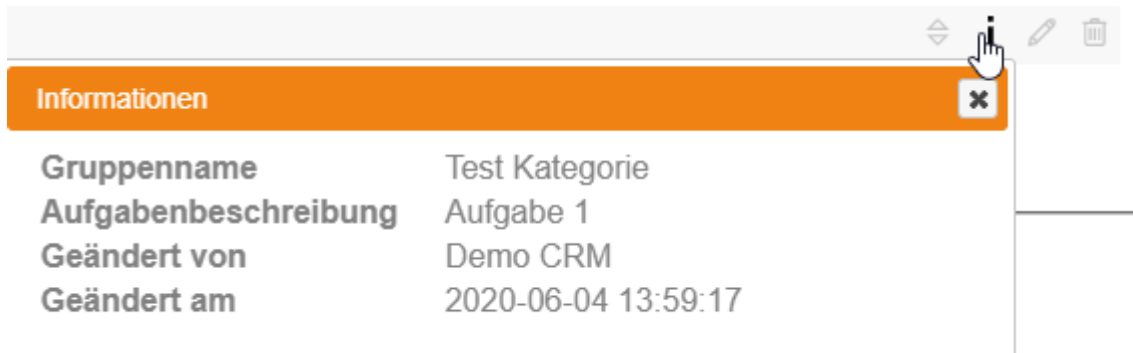 Informationen
Gruppenname Test Kategorie
Aufgabenbeschreibung Aufgabe 1
Geändert von Demo CRM
Geändert am 2020-06-04 13:59:17